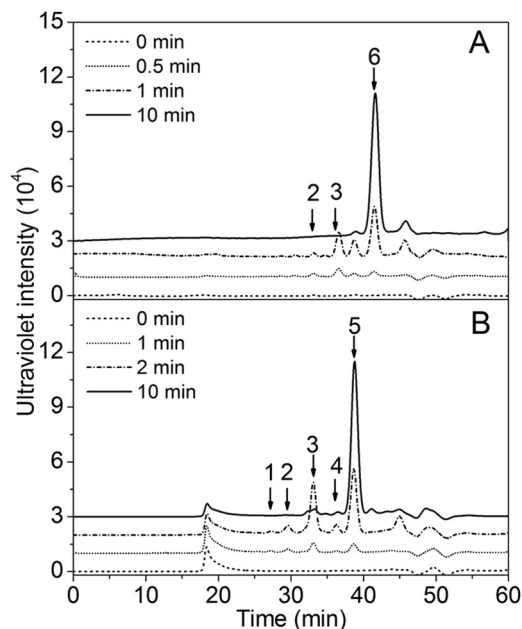 15
A
0 min
0.5 min
1 min
10 min
6
12
9
6
2 3
3
0
Ultraviolet intensity (10⁴)
B
0 min
1 min
2 min
10 min
5
12
9
6
3
1 2 4
3
0
0 10 20 30 40 50 60
Time (min)